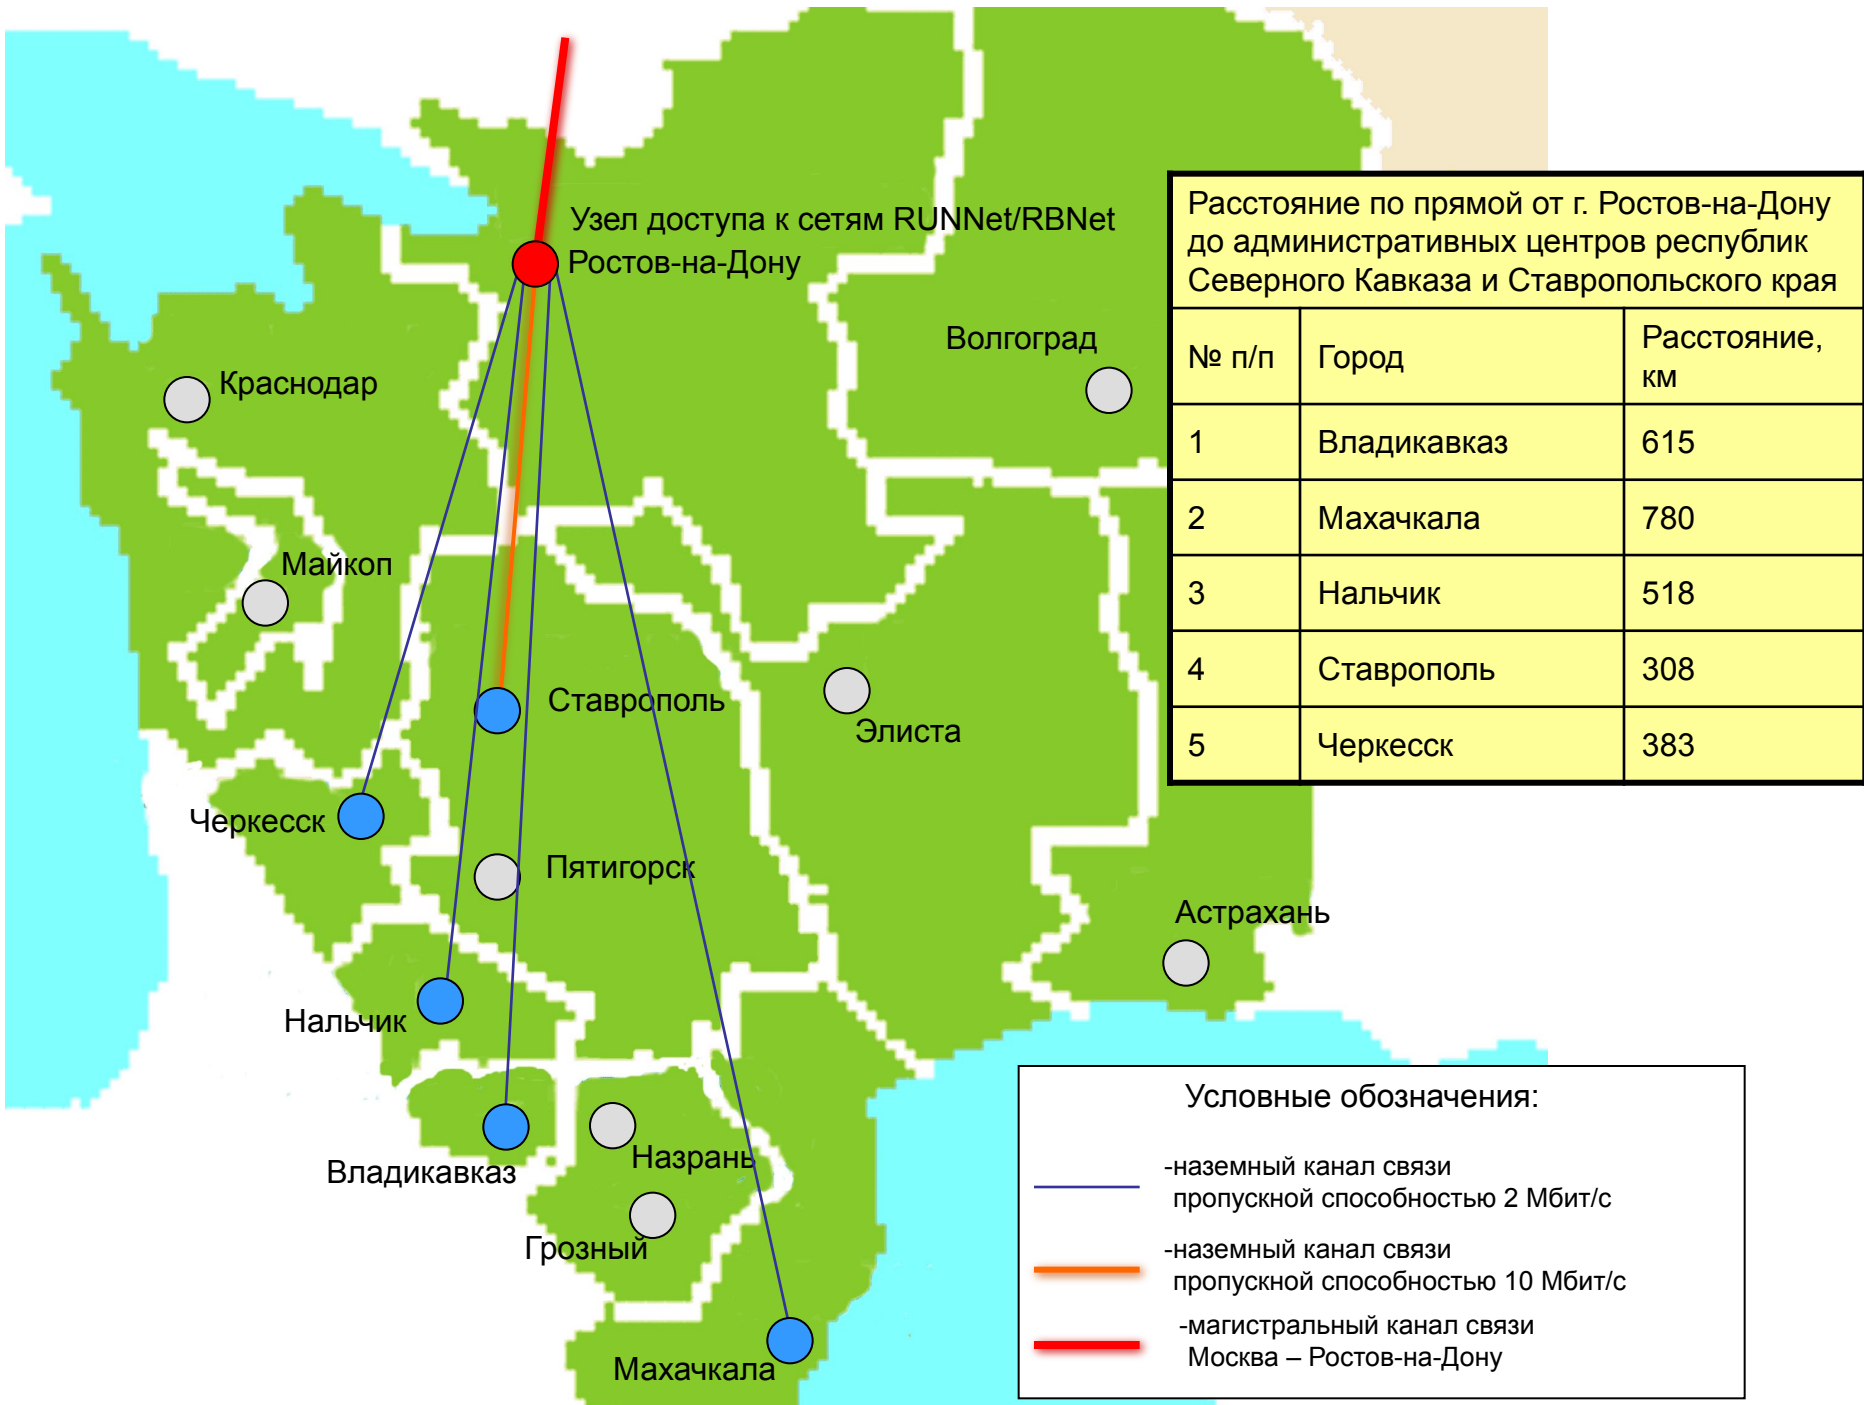 Узел доступа к сетям RUNNet/RBNet
Ростов-на-Дону
Волгоград
Краснодар
Майкоп
Ставрополь
Элиста
Черкесск
Пятигорск
Астрахань
Нальчик
Назрань
Владикавказ
Грозный
Махачкала
Расстояние по прямой от г. Ростов-на-Дону
до административных центров республик
Северного Кавказа и Ставропольского края
№ п/п Город Расстояние,
км
1 Владикавказ 615
2 Махачкала 780
3 Нальчик 518
4 Ставрополь 308
5 Черкесск 383
Условные обозначения:
-наземный канал связи
пропускной способностью 2 Мбит/с
-наземный канал связи
пропускной способностью 10 Мбит/с
-магистральный канал связи
Москва – Ростов-на-Дону